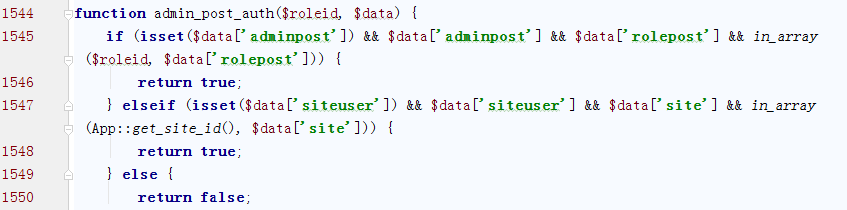 1544 function admin_post_auth($roleid, $data) {
1545 if (isset($data['adminpost']) && $data['adminpost'] && $data['rolepost'] && in_array
($roleid, $data['rolepost'])) {
1546 return true;
1547 } elseif (isset($data['siteuser']) && $data['siteuser'] && $data['site'] && in_array
(App::get_site_id(), $data['site'])) {
1548 return true;
1549 } else {
1550 return false;